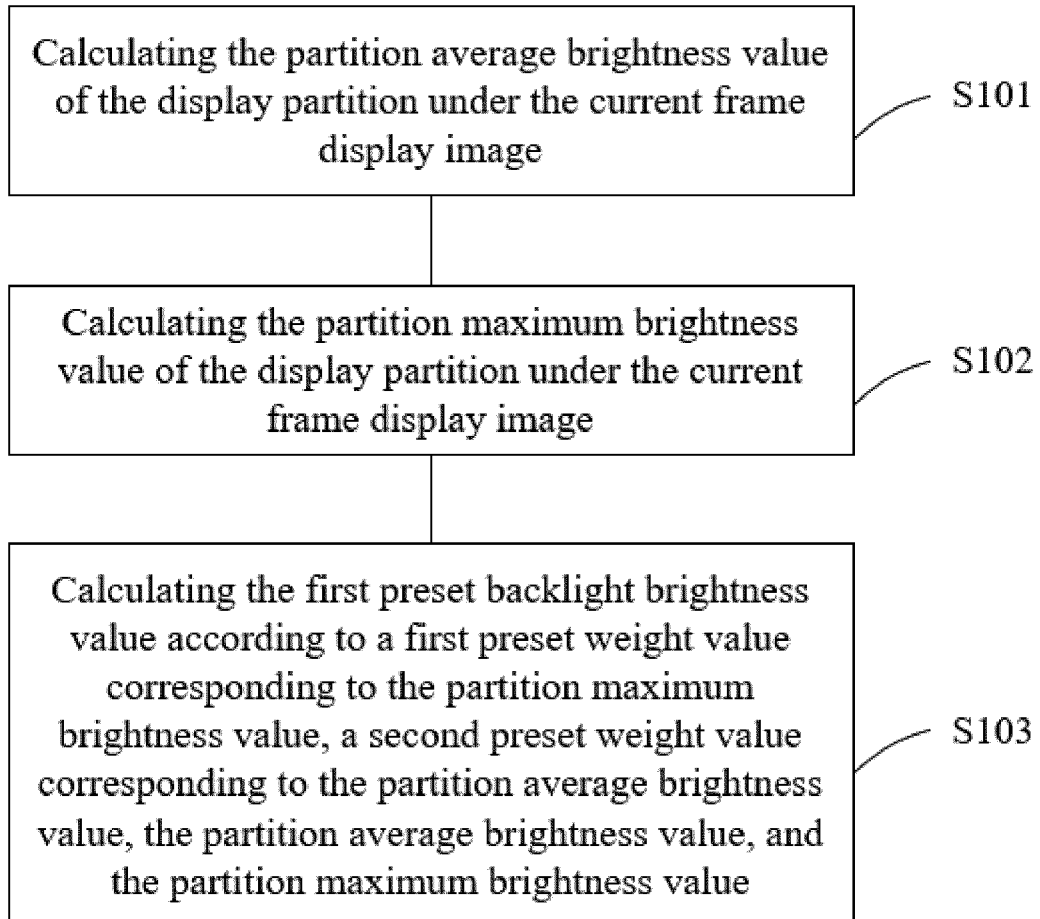 Calculating the partition average brightness value
of the display partition under the current frame
display image
S101
Calculating the partition maximum brightness
value of the display partition under the current
frame display image
S102
Calculating the first preset backlight brightness
value according to a first preset weight value
corresponding to the partition maximum
brightness value, a second preset weight value
corresponding to the partition average brightness
value, the partition average brightness value, and
the partition maximum brightness value
S103